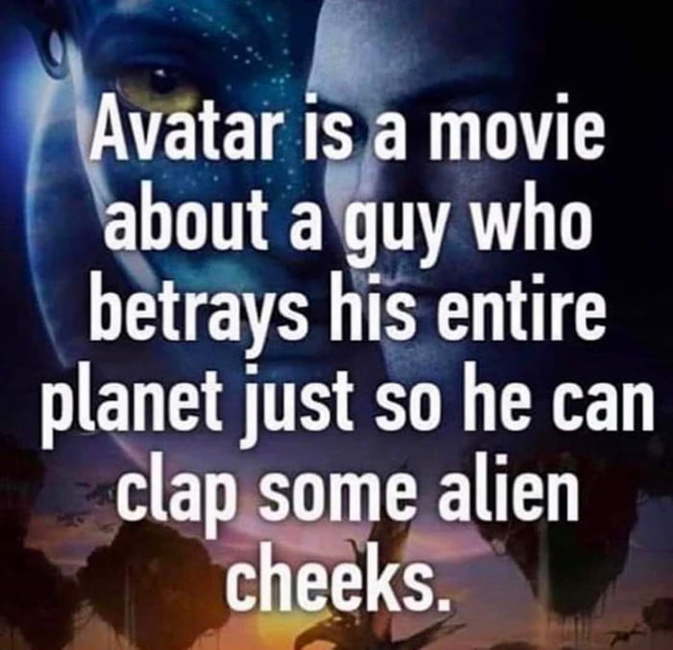 Avatar is a movie
about a guy who
betrays his entire
planet just so he can
clap some alien
cheeks.